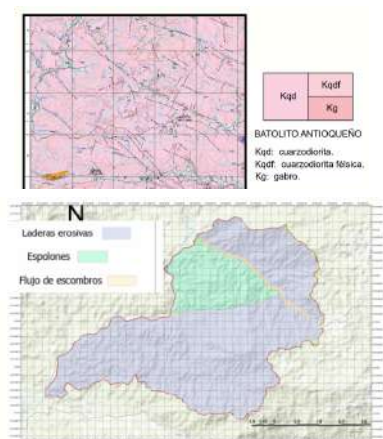 Kqd
Kqdf
Kg
BATOLITO ANTIOQUEÑO
Kqd: cuarzodiorita.
Kqdf: cuarzodiorita félsica.
Kg: gabro.
N
Laderas erosivas
Espolones
Flujo de escombros